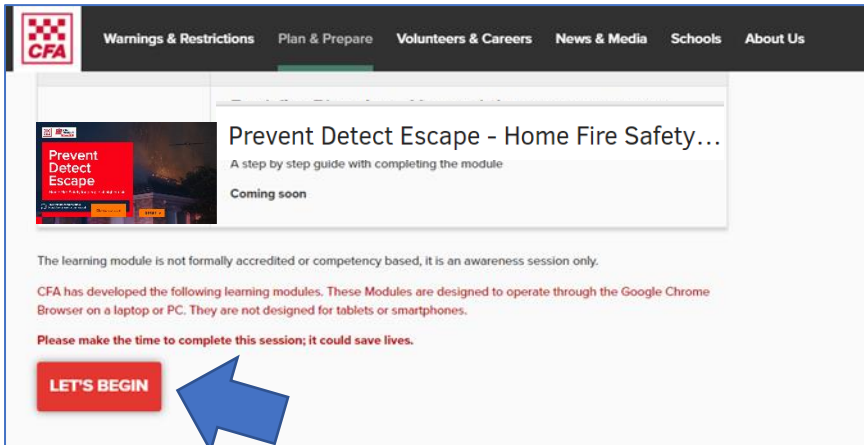 CFA
Warnings & Restrictions Plan & Prepare Volunteers & Careers News & Media Schools About Us
Prevent Detect Escape - Home Fire Safety...
Prevent
Detect
Escape
A step by step guide with completing the module
Coming soon
The learning module is not formally accredited or competency based, it is an awareness session only.
CFA has developed the following learning modules. These Modules are designed to operate through the Google Chrome
Browser on a laptop or PC. They are not designed for tablets or smartphones.
Please make the time to complete this session; it could save lives.
LET'S BEGIN